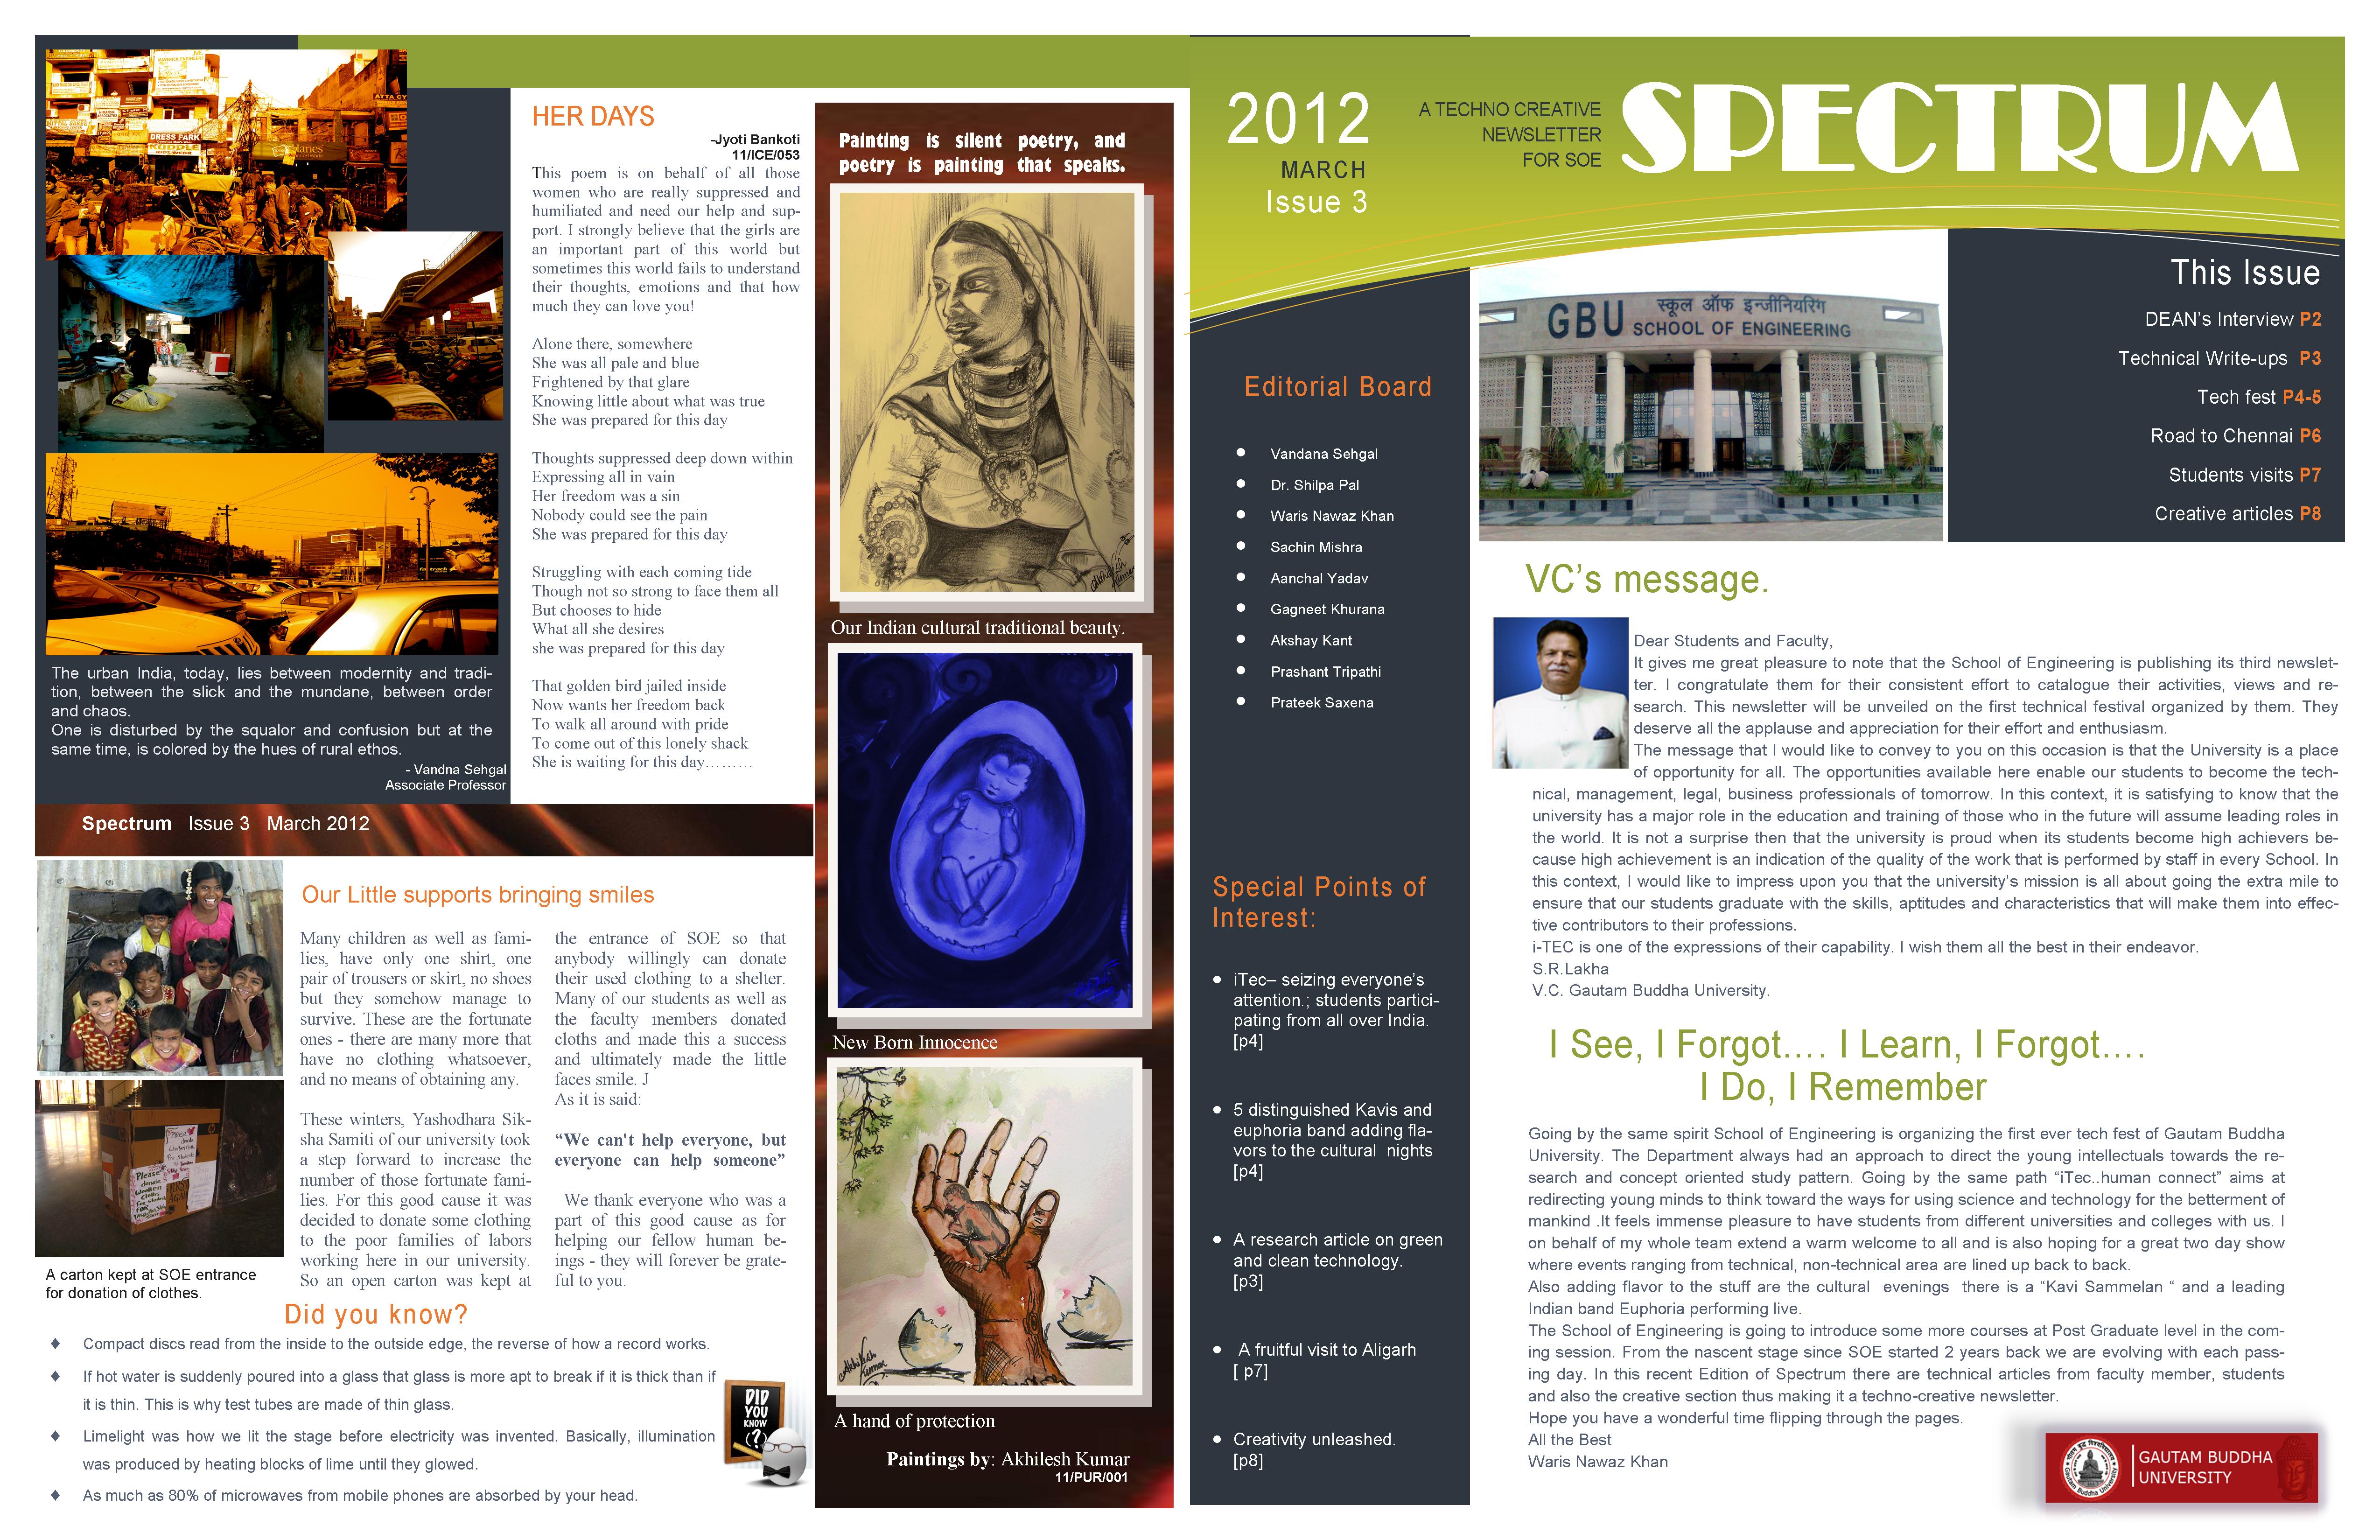 HER DAYS
-Jyoti Bankoti
11/ICE/053
This poem is on behalf of all those
women who are really suppressed and
humiliated and need our help and sup-
port. I strongly believe that the girls are
an important part of this world but
sometimes this world fails to understand
their thoughts, emotions and that how
much they can love you!
Alone there, somewhere
She was all pale and blue
Frightened by that glare
Knowing little about what was true
She was prepared for this day
Thoughts suppressed deep down within
Expressing all in vain
Her freedom was a sin
Nobody could see the pain
She was prepared for this day
Struggling with each coming tide
Though not so strong to face them all
But chooses to hide
What all she desires
she was prepared for this day
That golden bird jailed inside
Now wants her freedom back
To walk all around with pride
To come out of this lonely shack
She is waiting for this day………
DRESS PARK
KUDDLE
The urban India, today, lies between modernity and tradi-
tion, between the slick and the mundane, between order
and chaos.
One is disturbed by the squalor and confusion but at the
same time, is colored by the hues of rural ethos.
- Vandna Sehgal
Associate Professor
Spectrum Issue 3 March 2012
Our Little supports bringing smiles
Many children as well as fami-
lies, have only one shirt, one
pair of trousers or skirt, no shoes
but they somehow manage to
survive. These are the fortunate
ones - there are many more that
have no clothing whatsoever,
and no means of obtaining any.
These winters, Yashodhara Sik-
sha Samiti of our university took
a step forward to increase the
number of those fortunate fami-
lies. For this good cause it was
decided to donate some clothing
to the poor families of labors
working here in our university.
So an open carton was kept at
the entrance of SOE so that
anybody willingly can donate
their used clothing to a shelter.
Many of our students as well as
the faculty members donated
cloths and made this a success
and ultimately made the little
faces smile. J
As it is said:
“We can't help everyone, but
everyone can help someone”
We thank everyone who was a
part of this good cause as for
helping our fellow human be-
ings - they will forever be grate-
ful to you.
A carton kept at SOE entrance
for donation of clothes.
Did you know?
♦ Compact discs read from the inside to the outside edge, the reverse of how a record works.
♦ If hot water is suddenly poured into a glass that glass is more apt to break if it is thick than if
it is thin. This is why test tubes are made of thin glass.
♦ Limelight was how we lit the stage before electricity was invented. Basically, illumination
was produced by heating blocks of lime until they glowed.
♦ As much as 80% of microwaves from mobile phones are absorbed by your head.
DID
YOU
KNOW
(?)
Painting is silent poetry, and
poetry is painting that speaks.
Our Indian cultural traditional beauty.
New Born Innocence
Akhilesh
Kumar
A hand of protection
Paintings by: Akhilesh Kumar
11/PUR/001
2012
MARCH
Issue 3
A TECHNO CREATIVE
NEWSLETTER
FOR SOE
SPECTRUM
Editorial Board
● Vandana Sehgal
● Dr. Shilpa Pal
● Waris Nawaz Khan
● Sachin Mishra
● Aanchal Yadav
● Gagneet Khurana
● Akshay Kant
● Prashant Tripathi
● Prateek Saxena
Special Points of
Interest:
● iTec– seizing everyone’s
attention.; students partici-
pating from all over India.
[p4]
● 5 distinguished Kavis and
euphoria band adding fla-
vors to the cultural nights
[p4]
● A research article on green
and clean technology.
[p3]
● A fruitful visit to Aligarh
[ p7]
● Creativity unleashed.
[p8]
GBU
स्कूल ऑफ इन्जीनियरिंग
SCHOOL OF ENGINEERING
This Issue
DEAN’s Interview P2
Technical Write-ups P3
Tech fest P4-5
Road to Chennai P6
Students visits P7
Creative articles P8
VC’s message.
Dear Students and Faculty,
It gives me great pleasure to note that the School of Engineering is publishing its third newslet-
ter. I congratulate them for their consistent effort to catalogue their activities, views and re-
search. This newsletter will be unveiled on the first technical festival organized by them. They
deserve all the applause and appreciation for their effort and enthusiasm.
The message that I would like to convey to you on this occasion is that the University is a place
of opportunity for all. The opportunities available here enable our students to become the tech-
nical, management, legal, business professionals of tomorrow. In this context, it is satisfying to know that the
university has a major role in the education and training of those who in the future will assume leading roles in
the world. It is not a surprise then that the university is proud when its students become high achievers be-
cause high achievement is an indication of the quality of the work that is performed by staff in every School. In
this context, I would like to impress upon you that the university’s mission is all about going the extra mile to
ensure that our students graduate with the skills, aptitudes and characteristics that will make them into effec-
tive contributors to their professions.
i-TEC is one of the expressions of their capability. I wish them all the best in their endeavor.
S.R.Lakha
V.C. Gautam Buddha University.
I See, I Forgot…. I Learn, I Forgot….
I Do, I Remember
Going by the same spirit School of Engineering is organizing the first ever tech fest of Gautam Buddha
University. The Department always had an approach to direct the young intellectuals towards the re-
search and concept oriented study pattern. Going by the same path “iTec..human connect” aims at
redirecting young minds to think toward the ways for using science and technology for the betterment of
mankind .It feels immense pleasure to have students from different universities and colleges with us. I
on behalf of my whole team extend a warm welcome to all and is also hoping for a great two day show
where events ranging from technical, non-technical area are lined up back to back.
Also adding flavor to the stuff are the cultural evenings there is a “Kavi Sammelan “ and a leading
Indian band Euphoria performing live.
The School of Engineering is going to introduce some more courses at Post Graduate level in the com-
ing session. From the nascent stage since SOE started 2 years back we are evolving with each pass-
ing day. In this recent Edition of Spectrum there are technical articles from faculty member, students
and also the creative section thus making it a techno-creative newsletter.
Hope you have a wonderful time flipping through the pages.
All the Best
Waris Nawaz Khan
GAUTAM BUDDHA
UNIVERSITY